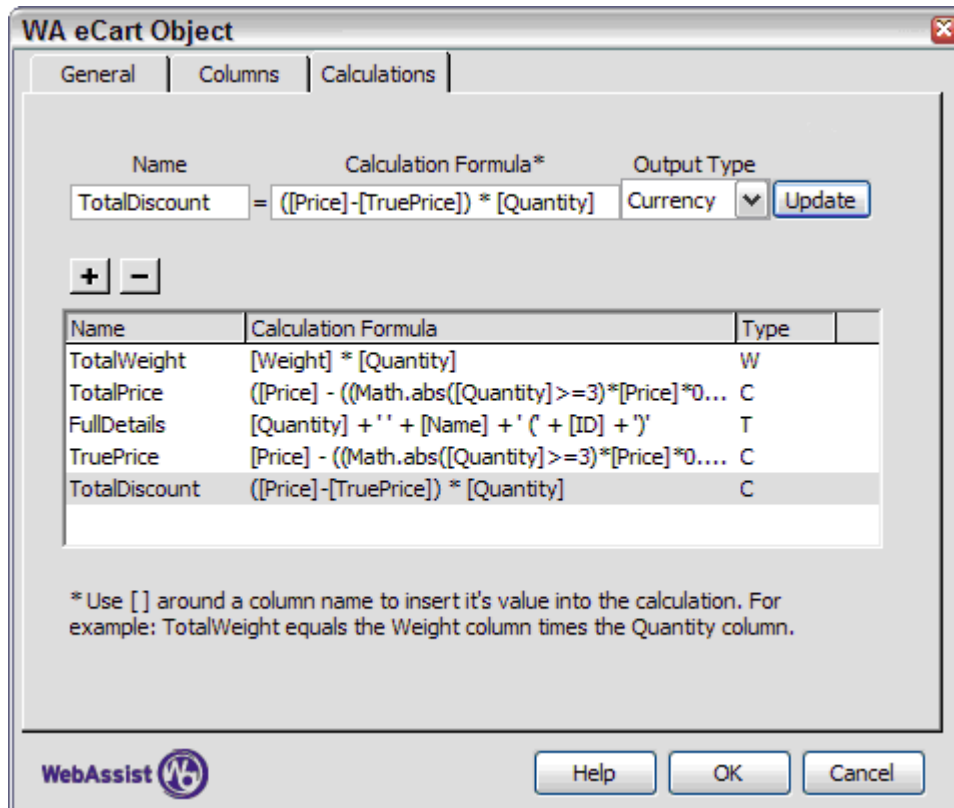 WA eCart Object
General Columns Calculations
Name Calculation Formula* Output Type
TotalDiscount = ([Price]-[TruePrice]) * [Quantity] Currency Update
+ −
Name Calculation Formula Type
TotalWeight [Weight] * [Quantity] W
TotalPrice ([Price] - ((Math.abs([Quantity]>=3)*[Price]*0... C
FullDetails [Quantity] + ' ' + [Name] + ' (' + [ID] + ')' T
TruePrice [Price] - ((Math.abs([Quantity]>=3)*[Price]*0.... C
TotalDiscount ([Price]-[TruePrice]) * [Quantity] C
* Use [ ] around a column name to insert it's value into the calculation. For
example: TotalWeight equals the Weight column times the Quantity column.
WebAssist Help OK Cancel